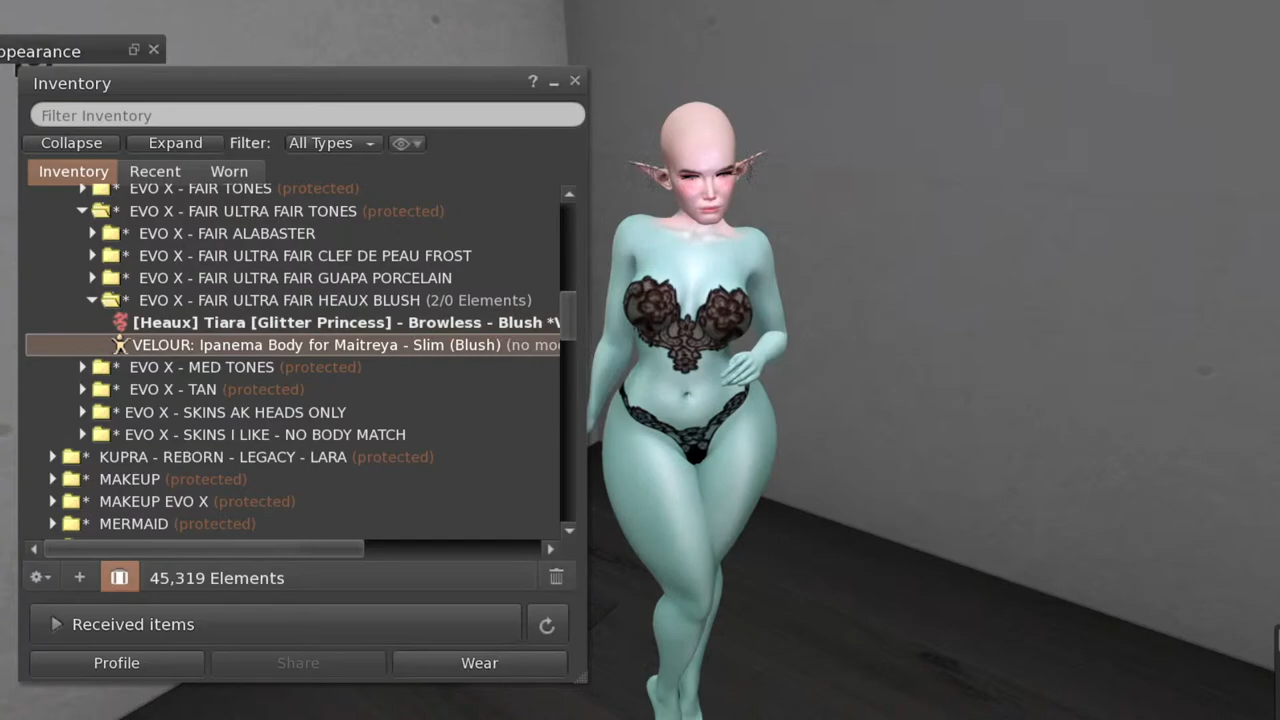 ppearance
Inventory
?
Filter Inventory
Collapse Expand Filter: All Types
Inventory Recent Worn
* EVO X - FAIR TONES (protected)
* EVO X - FAIR ULTRA FAIR TONES (protected)
* EVO X - FAIR ALABASTER
* EVO X - FAIR ULTRA FAIR CLEF DE PEAU FROST
* EVO X - FAIR ULTRA FAIR GUAPA PORCELAIN
* EVO X - FAIR ULTRA FAIR HEAUX BLUSH (2/0 Elements)
[Heaux] Tiara [Glitter Princess] - Browless - Blush *V
VELOUR: Ipanema Body for Maitreya - Slim (Blush) (no mo
* EVO X - MED TONES (protected)
* EVO X - TAN (protected)
* EVO X - SKINS AK HEADS ONLY
* EVO X - SKINS I LIKE - NO BODY MATCH
* KUPRA - REBORN - LEGACY - LARA (protected)
* MAKEUP (protected)
* MAKEUP EVO X (protected)
* MERMAID (protected)
45,319 Elements
Received items
Profile Share Wear